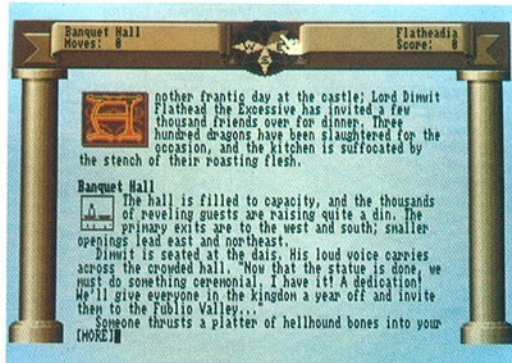 Banquet Hall Flatheadia
Moves: 0 Score: 0
W E
S
Another frantic day at the castle; Lord Dimwit
Flathead the Excessive has invited a few
thousand friends over for dinner. Three
hundred dragons have been slaughtered for the
occasion, and the kitchen is suffocated by
the stench of their roasting flesh.
Banquet Hall
The hall is filled to capacity, and the thousands
of reveling guests are raising quite a din. The
primary exits are to the west and south; smaller
openings lead east and northeast.
Dimwit is seated at the dais. His loud voice carries
across the crowded hall. "Now that the statue is done, we
must do something ceremonial. I have it! A dedication!
We'll give everyone in the kingdom a year off and invite
them to the Fublio Valley..."
Someone thrusts a platter of hellhound bones into your
[MORE]